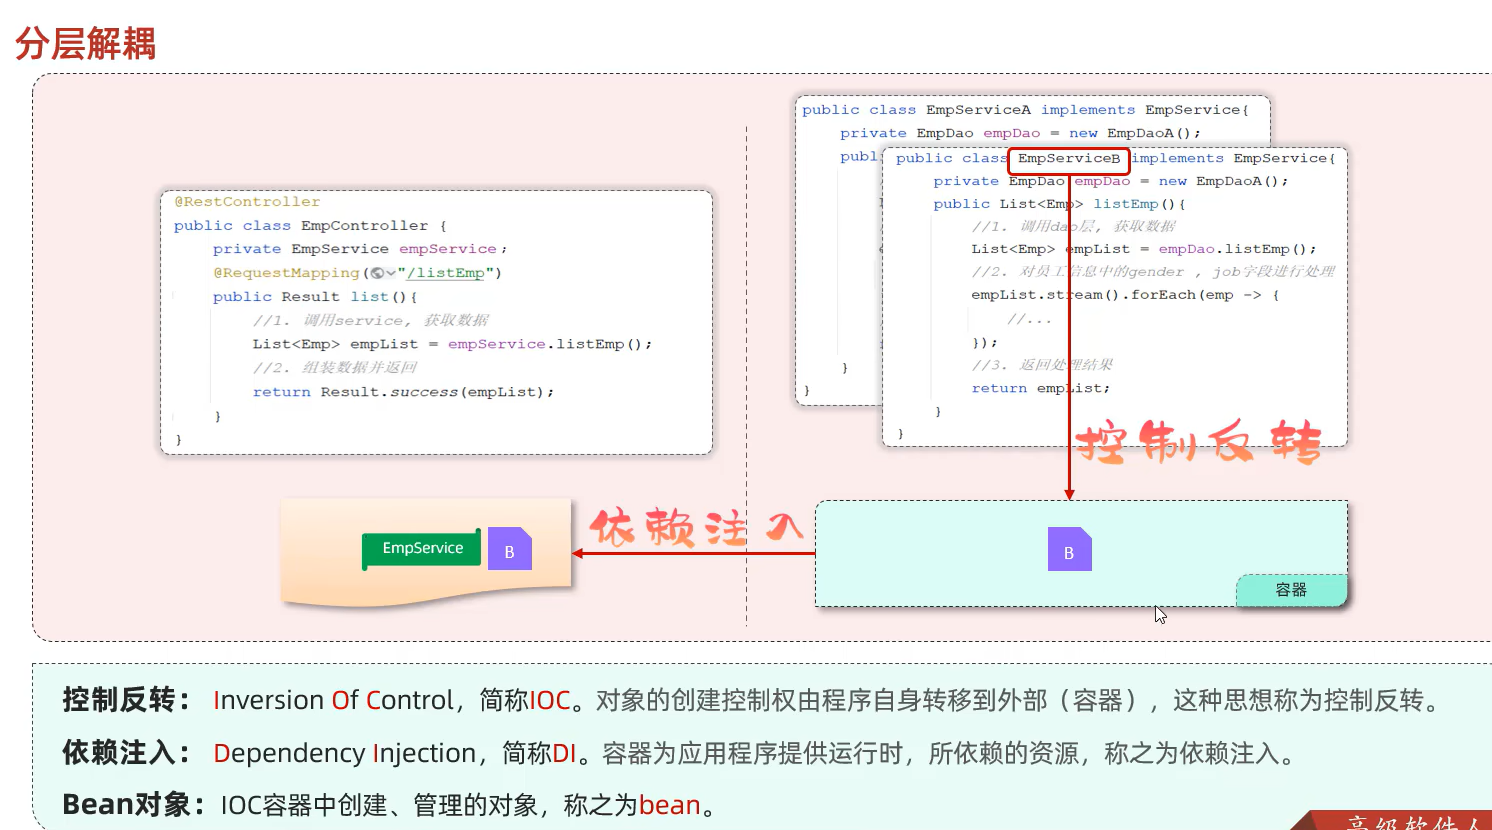 分层解耦
@RestController
public class EmpController {
private EmpService empService;
@RequestMapping("/listEmp")
public Result list(){
//1. 调用service, 获取数据
List<Emp> empList = empService.listEmp();
//2. 组装数据并返回
return Result.success(empList);
}
}
public class EmpServiceA implements EmpService{
private EmpDao empDao = new EmpDaoA();
publ
}
}
public class EmpServiceB implements EmpService{
private EmpDao empDao = new EmpDaoA();
public List<Emp> listEmp(){
//1. 调用dao层, 获取数据
List<Emp> empList = empDao.listEmp();
//2. 对员工信息中的gender , job字段进行处理
empList.stream().forEach(emp -> {
//...
});
//3. 返回处理结果
return empList;
}
}
控制反转
依赖注入
EmpService
B
B
容器
控制反转： Inversion Of Control，简称IOC。对象的创建控制权由程序自身转移到外部（容器），这种思想称为控制反转。
依赖注入： Dependency Injection，简称DI。容器为应用程序提供运行时，所依赖的资源，称之为依赖注入。
Bean对象：IOC容器中创建、管理的对象，称之为bean。
高级软件人